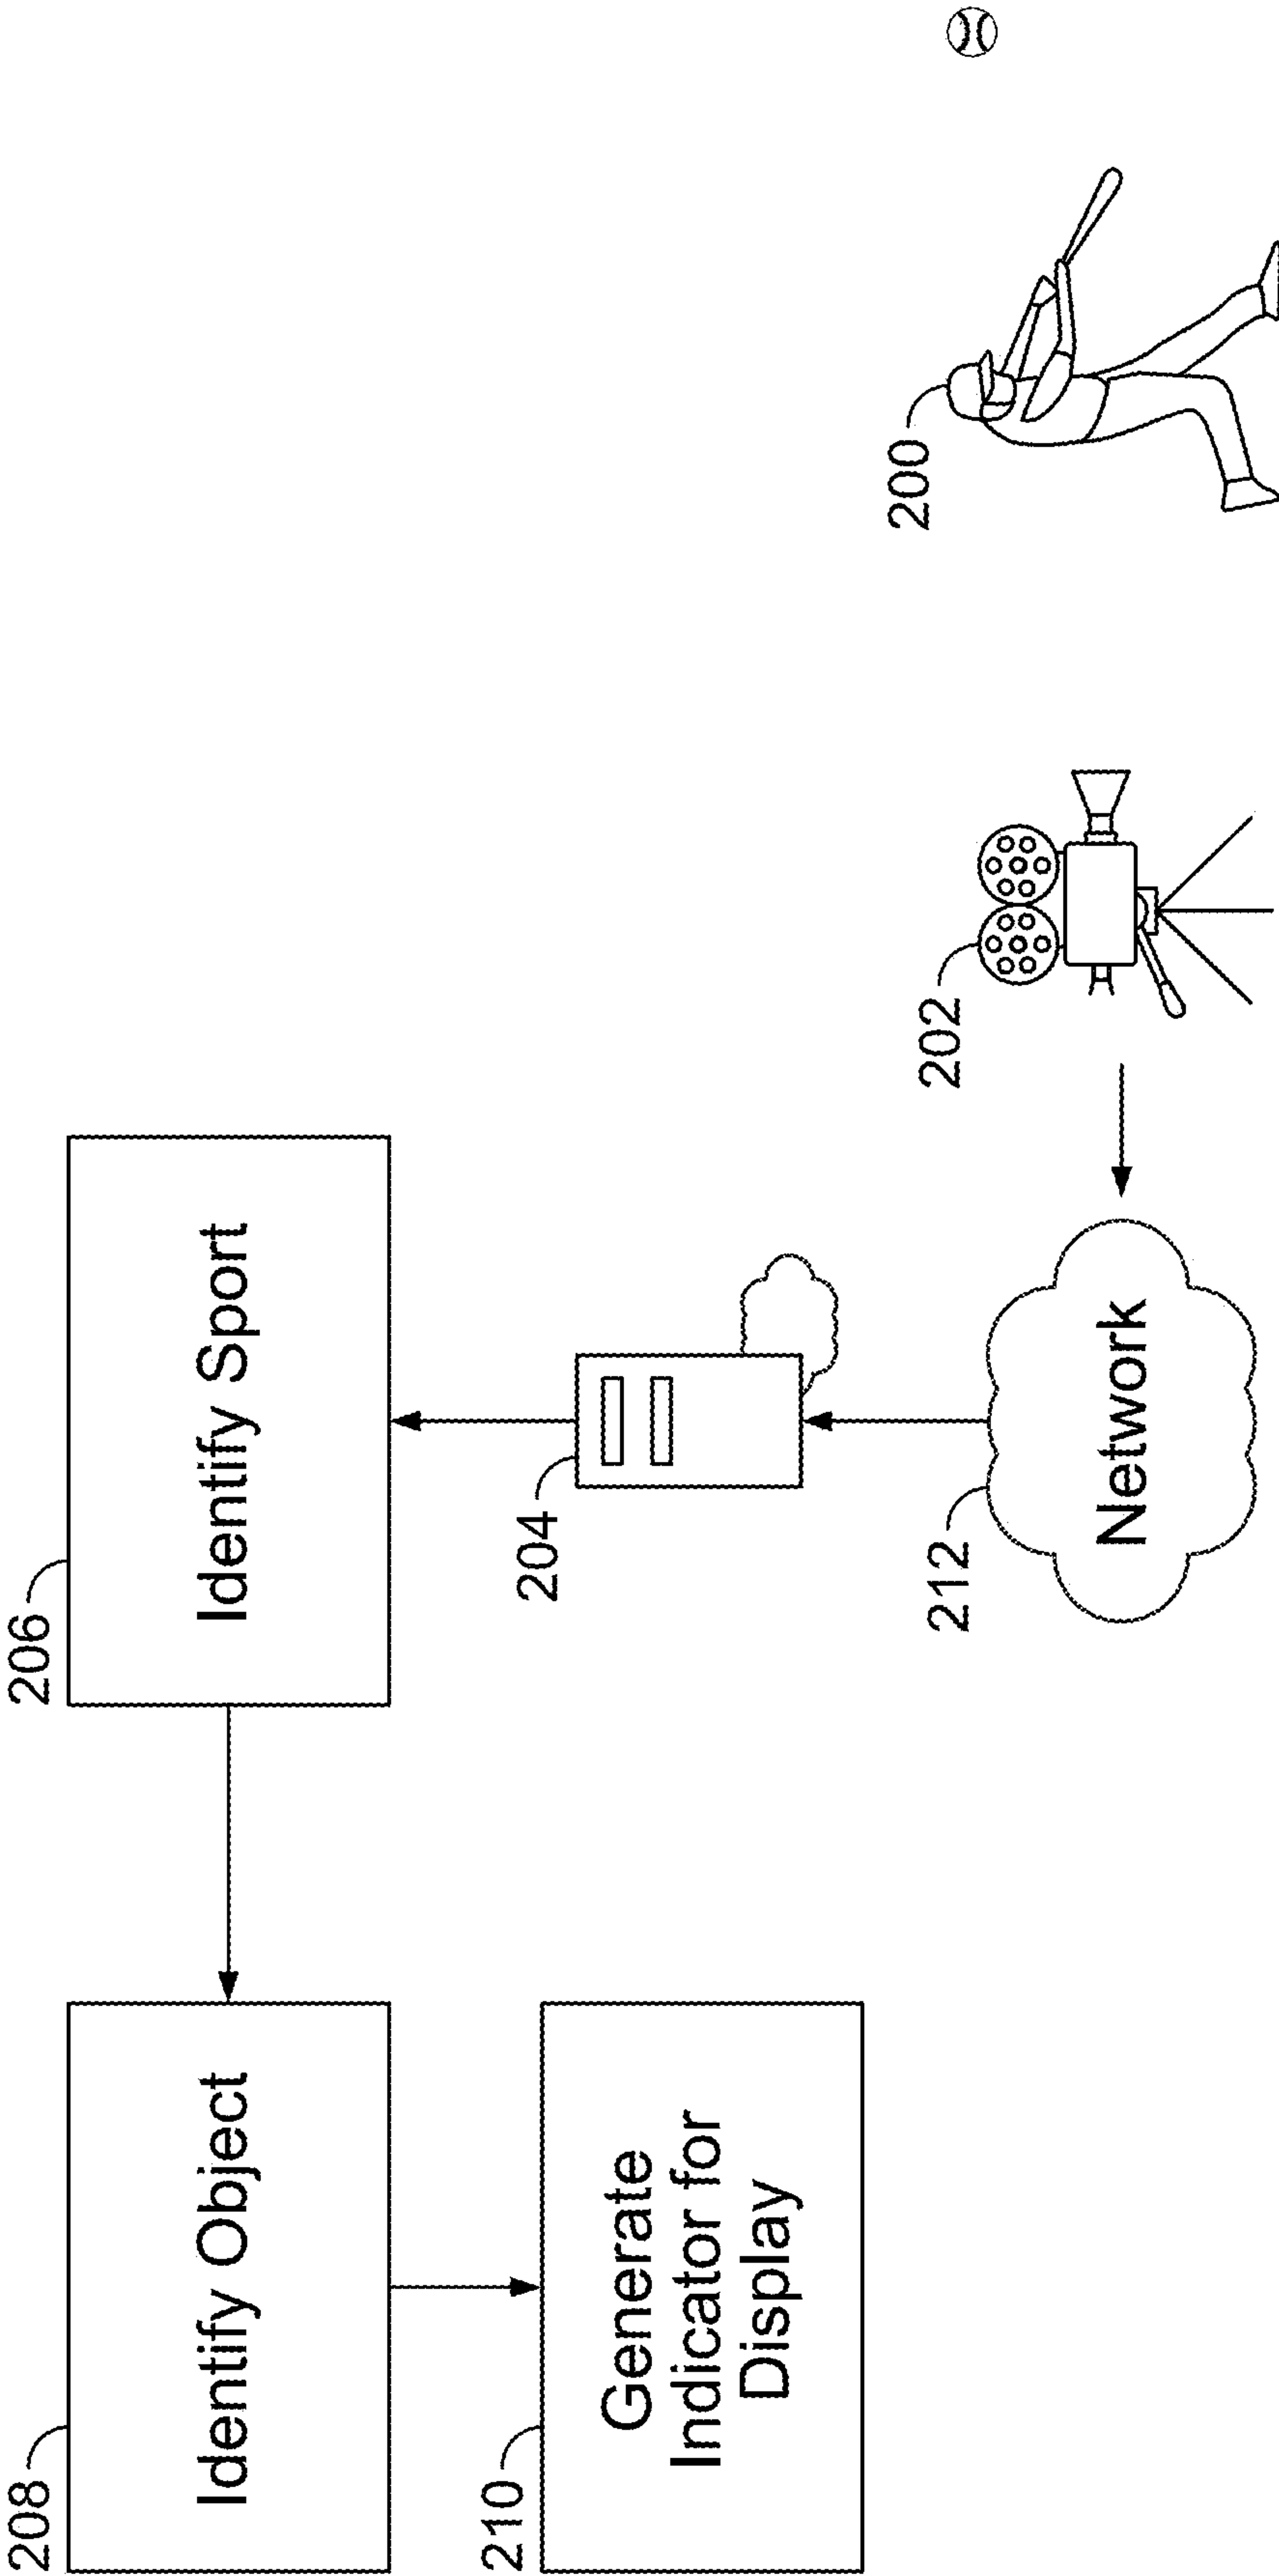 208
Identify Object
206
Identify Sport
210
Generate
Indicator for
Display
204
212
Network
202
200